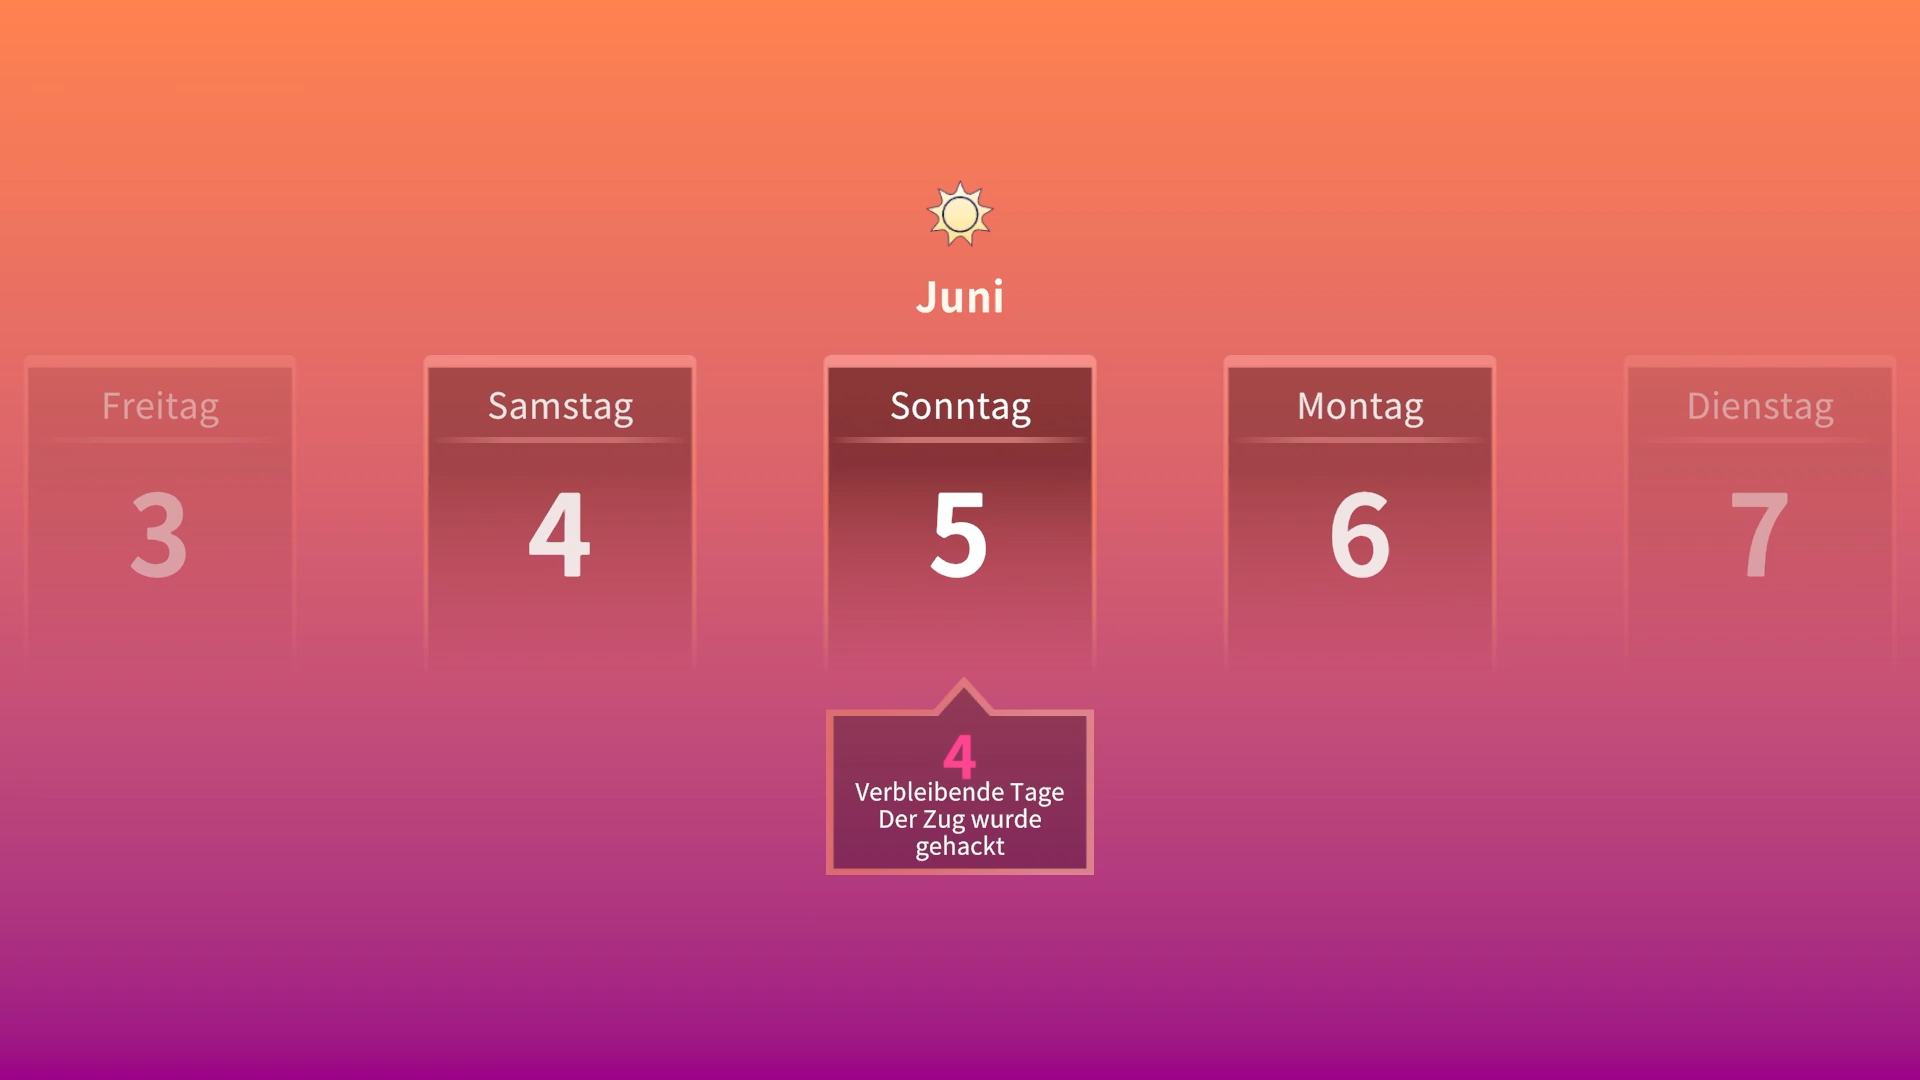 Juni
Freitag
3
Samstag
4
Sonntag
5
Montag
6
Dienstag
7
4
Verbleibende Tage
Der Zug wurde
gehackt